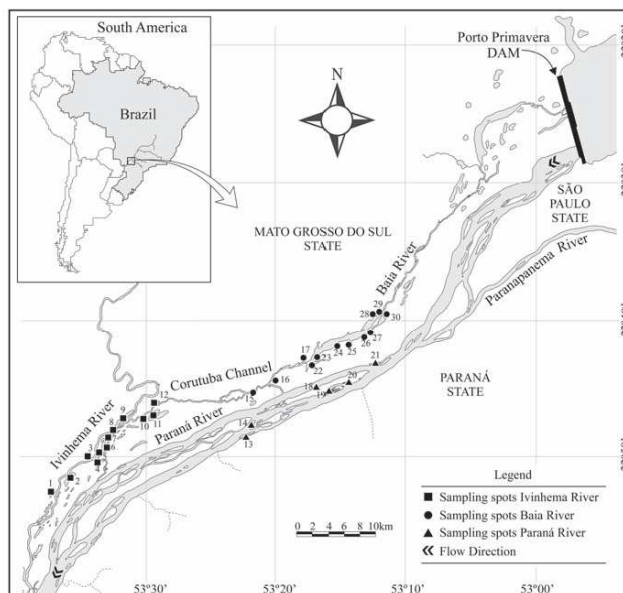 South America
Brazil
N
Porto Primavera
DAM
SÃO
PAULO
STATE
MATO GROSSO DO SUL
STATE
Baia River
Paranapanema River
PARANÁ
STATE
Corutuba Channel
Ivinhema River
Paraná River
29
28
30
27
26
25
24
23
22
17
21
20
19
18
16
15
14
13
12
11
10
9
8
7
6
4
3
2
1
Legend
Sampling spots Ivinhema River
Sampling spots Baia River
Sampling spots Paraná River
Flow Direction
0 2 4 6 8 10km
53°30'
53°20'
53°10'
53°00'